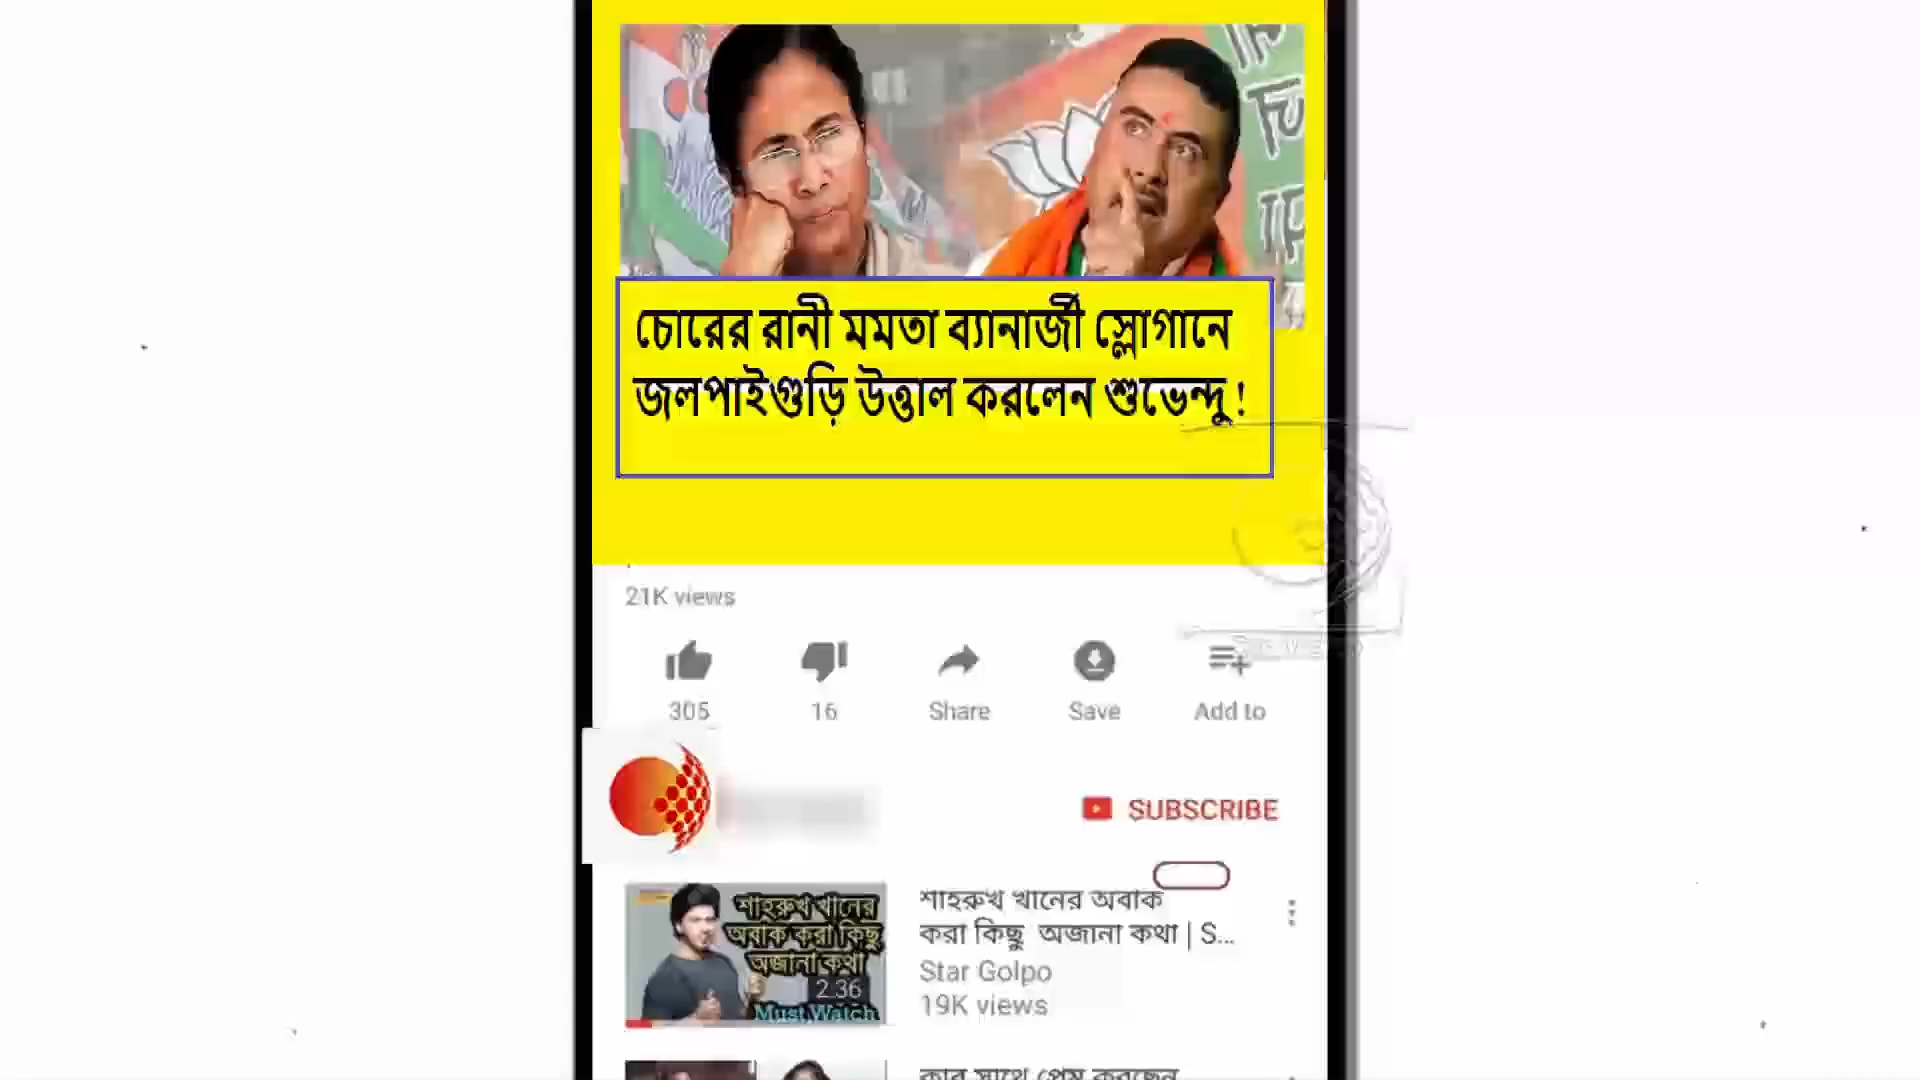 চোরের রানী মমতা ব্যানার্জী স্লোগানে
জলপাইগুড়ি উত্তাল করলেন শুভেন্দু !
21K views
305
16
Share
Save
Add to
SUBSCRIBE
শাহরুখ খানের
অবাক করা কিছু
অজানা কথা
2:36
Must Watch
শাহরুখ খানের অবাক
করা কিছু অজানা কথা | S...
Star Golpo
19K views
কার সাথে প্রেম করছেন